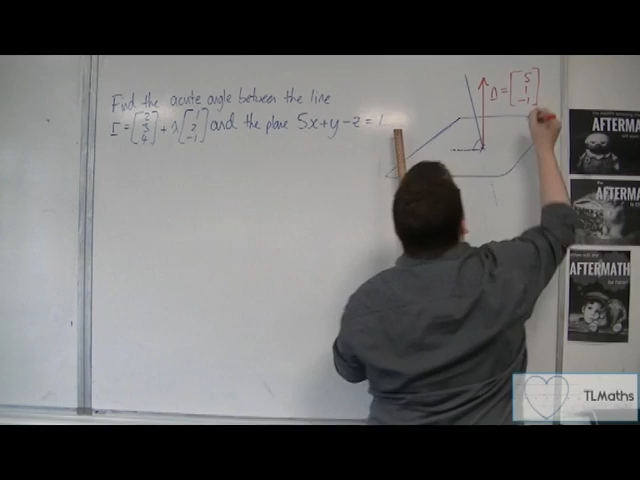 Find the acute angle between the line
r = [2 3 4] + λ [1 2 -1] and the plane 5x+y-z=1
n = [5 1 -1]
AFTERMATH
AFTERMATH
AFTERMATH
TLMaths